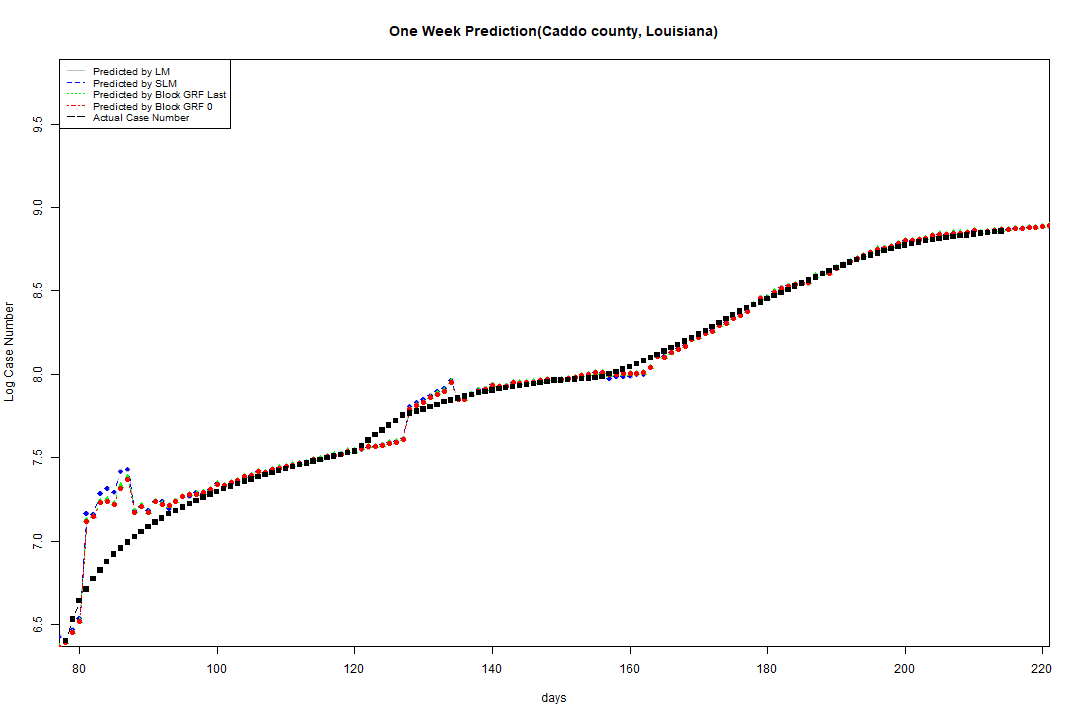 One Week Prediction(Caddo county, Louisiana)
Predicted by LM
Predicted by SLM
Predicted by Block GRF Last
Predicted by Block GRF 0
Actual Case Number
9.5
9.0
8.5
8.0
7.5
7.0
6.5
Log Case Number
80 100 120 140 160 180 200 220
days